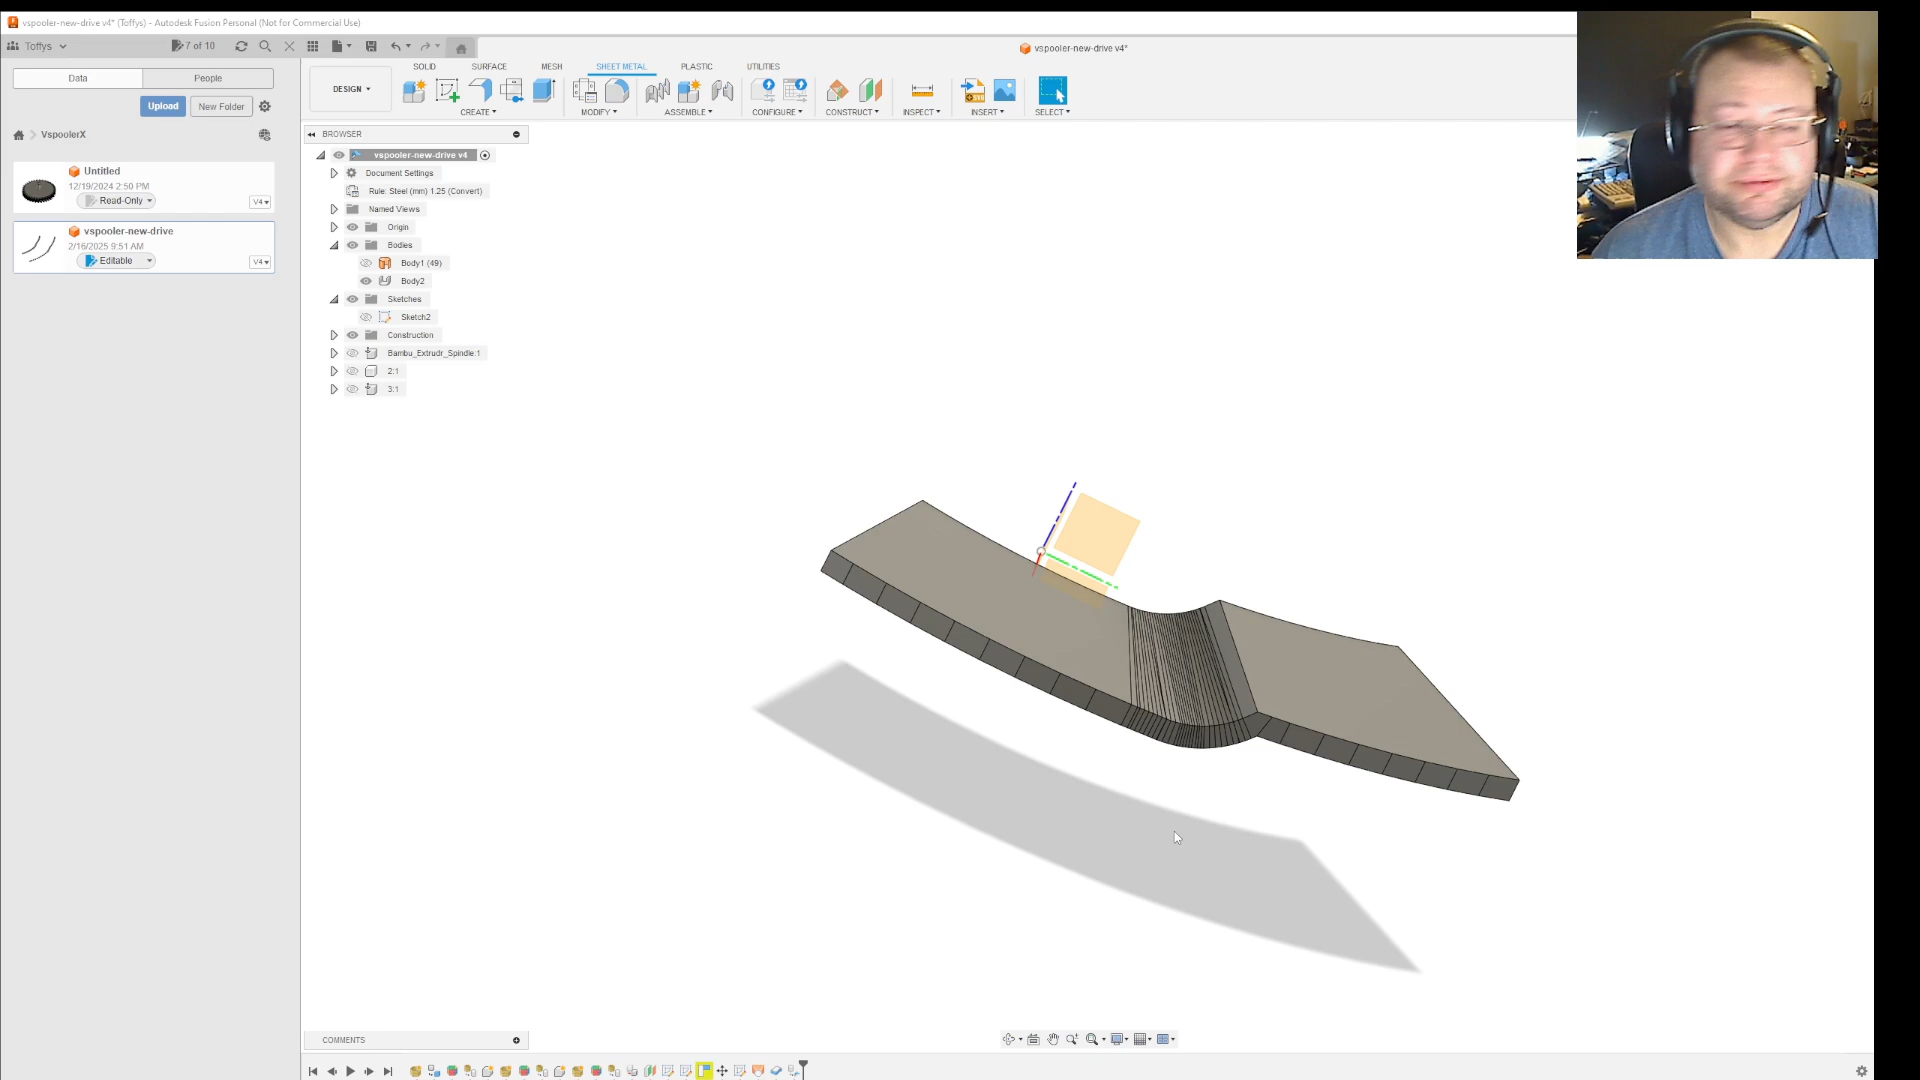 vspooler-new-drive v4* (Toffys) - Autodesk Fusion Personal (Not for Commercial Use)
Toffys
7 of 10
vspooler-new-drive v4*
Data
People
Upload
New Folder
VspoolerX
Untitled
12/19/2024 2:50 PM
Read-Only
V4
vspooler-new-drive
2/16/2025 9:51 AM
Editable
V4
DESIGN
SOLID
SURFACE
MESH
SHEET METAL
PLASTIC
UTILITIES
CREATE
MODIFY
ASSEMBLE
CONFIGURE
CONSTRUCT
INSPECT
INSERT
SELECT
BROWSER
vspooler-new-drive v4
Document Settings
Rule: Steel (mm) 1.25 (Convert)
Named Views
Origin
Bodies
Body1 (49)
Body2
Sketches
Sketch2
Construction
Bambu_Extrudr_Spindle:1
2:1
3:1
COMMENTS